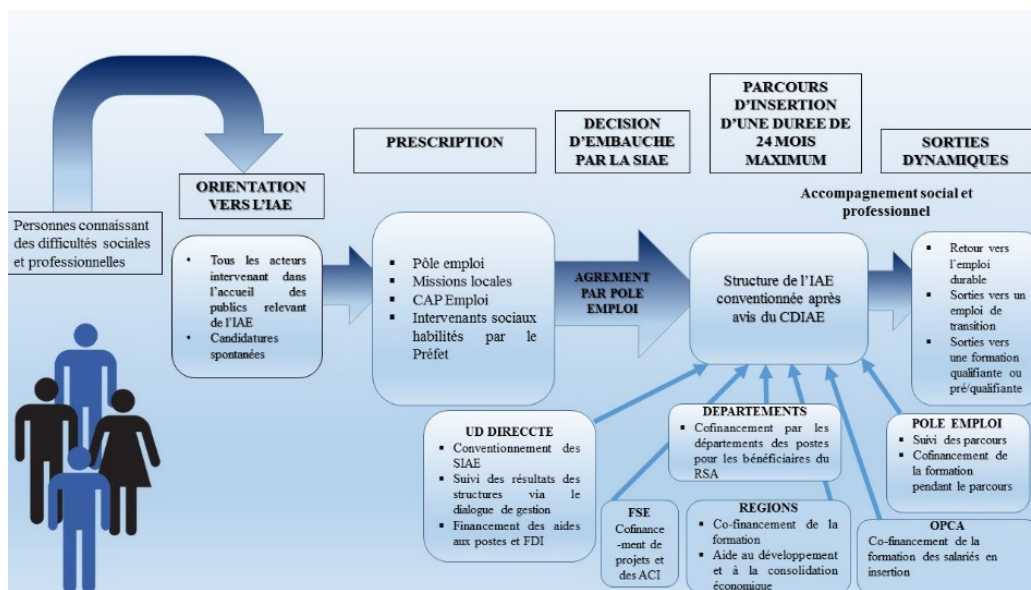 PARCOURS
D'INSERTION
D'UNE DUREE DE
24 MOIS
MAXIMUM
DECISION
D'EMBAUCHE
PAR LA SIAE
PRESCRIPTION
SORTIES
DYNAMIQUES
ORIENTATION
VERS L'IAE
Accompagnement social et
professionnel
Personnes connaissant
des difficultés sociales
et professionnelles
• Tous les acteurs
intervenant dans
l'accueil des
publics relevant
de l'IAE
• Candidatures
spontanées
▪ Pôle emploi
▪ Missions locales
▪ CAP Emploi
▪ Intervenants sociaux
habilités par le
Préfet
AGREMENT
PAR POLE
EMPLOI
Structure de l'IAE
conventionnée après
avis du CDIAE
▪ Retour vers
l'emploi
durable
▪ Sorties vers un
emploi de
transition
▪ Sorties vers
une formation
qualifiante ou
pré/qualifiante
UD DIRECCTE
▪ Conventionnement des
SIAE
▪ Suivi des résultats des
structures via le
dialogue de gestion
▪ Financement des aides
aux postes et FDI
DEPARTEMENTS
▪ Cofinancement par les
départements des postes
pour les bénéficiaires du
RSA
POLE EMPLOI
▪ Suivi des parcours
▪ Cofinancement de
la formation
pendant le parcours
FSE
Cofinance
-ment de
projets et
des ACI
REGIONS
▪ Co-financement de la
formation
▪ Aide au développement
et à la consolidation
économique
OPCA
Co-financement de la
formation des salariés en
insertion